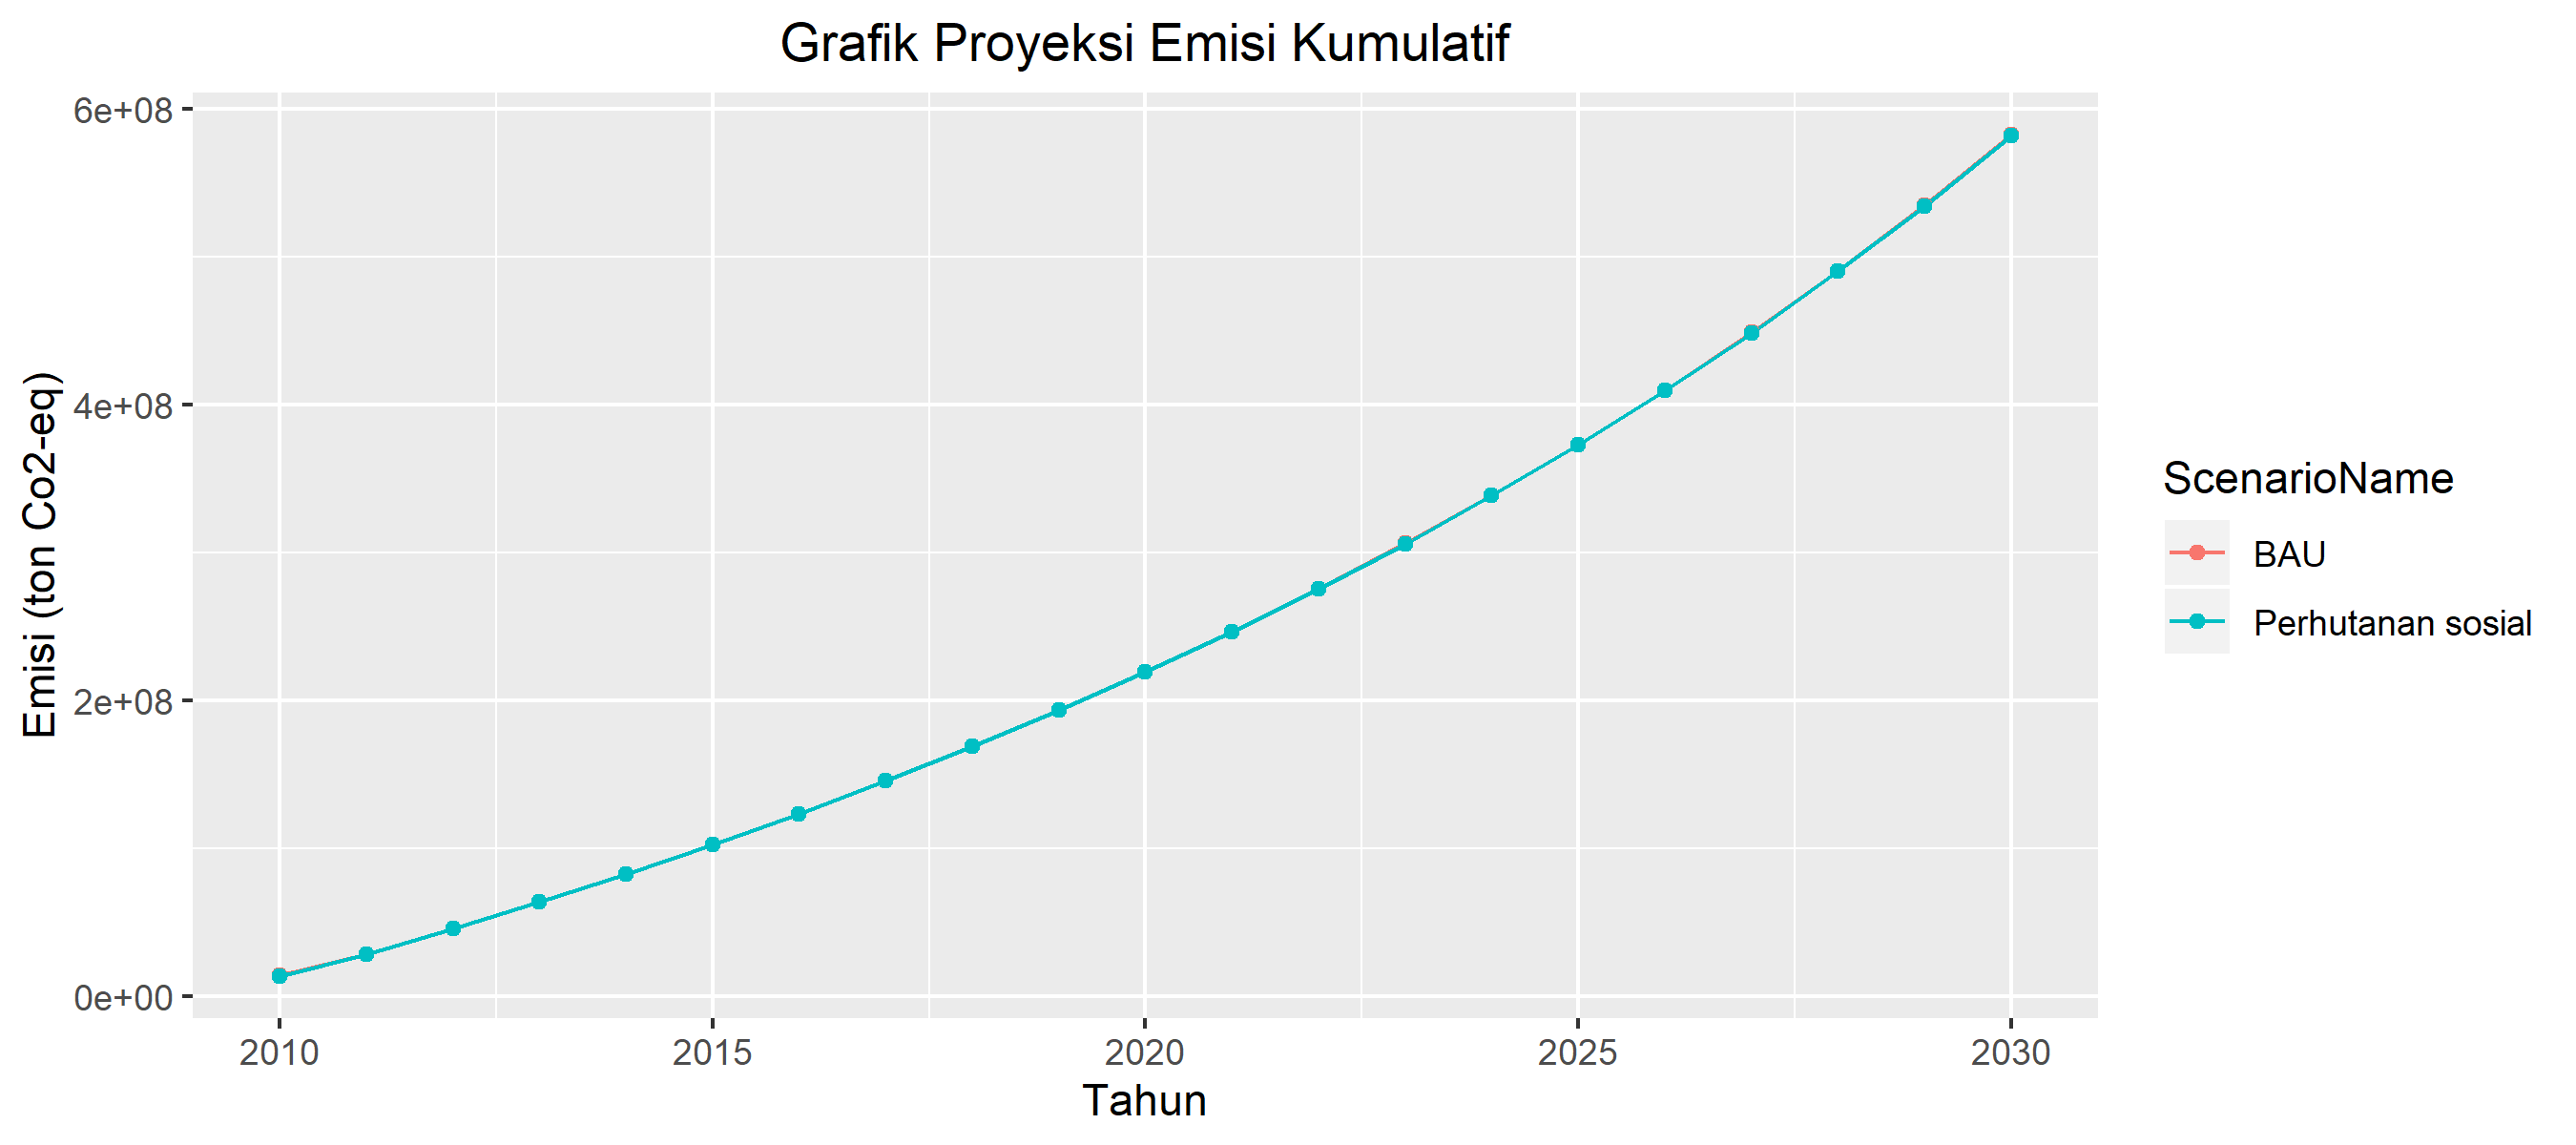 Grafik Proyeksi Emisi Kumulatif
6e+08
4e+08
2e+08
0e+00
Emisi (ton Co2-eq)
2010
2015
2020
2025
2030
Tahun
ScenarioName
BAU
Perhutanan sosial